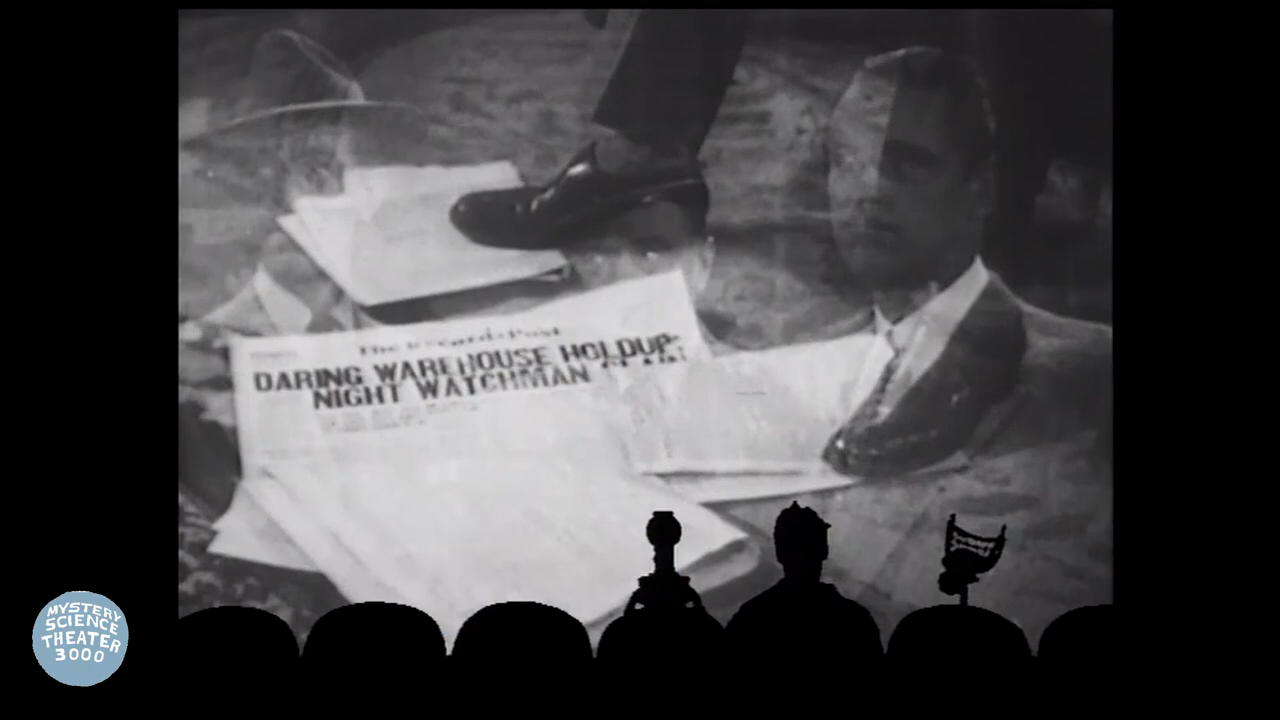 The Record-Post
DARING WAREHOUSE HOLDUP;
NIGHT WATCHMAN
MYSTERY
SCIENCE
THEATER
3000